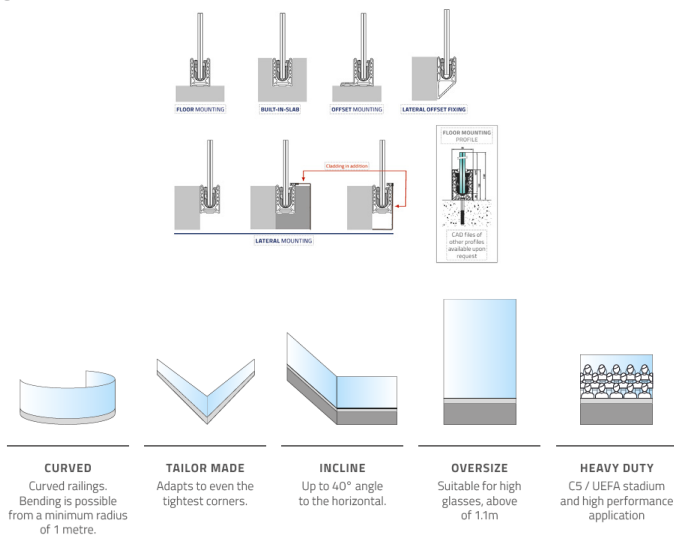 FLOOR MOUNTING
BUILT-IN-SLAB
OFFSET MOUNTING
LATERAL OFFSET FIXING
Cladding in addition
LATERAL MOUNTING
FLOOR MOUNTING
PROFILE
CAD files of
other profiles
available upon
request
CURVED
Curved railings.
Bending is possible
from a minimum radius
of 1 metre.
TAILOR MADE
Adapts to even the
tightest corners.
INCLINE
Up to 40° angle
to the horizontal.
OVERSIZE
Suitable for high
glasses, above
of 1.1m
HEAVY DUTY
C5 / UEFA stadium
and high performance
application